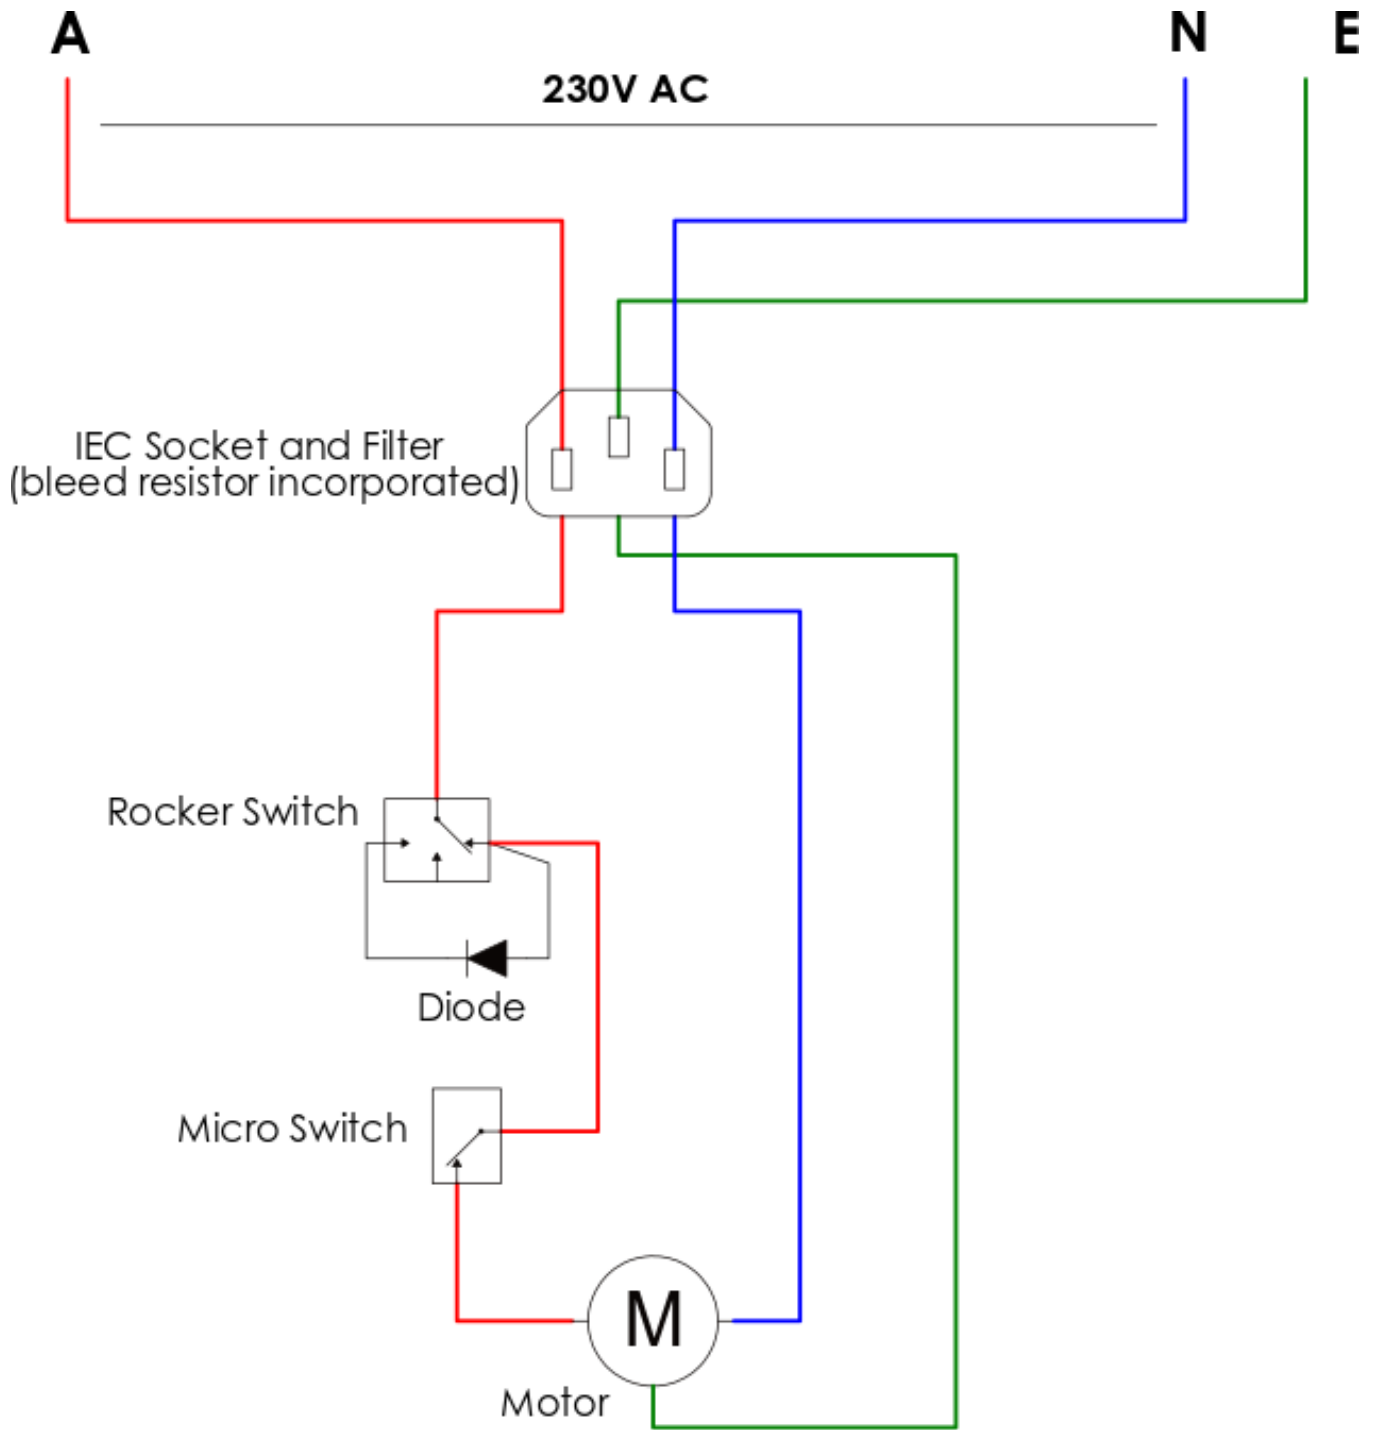 A
N
E
230V AC
IEC Socket and Filter
(bleed resistor incorporated)
Rocker Switch
Diode
Micro Switch
M
Motor